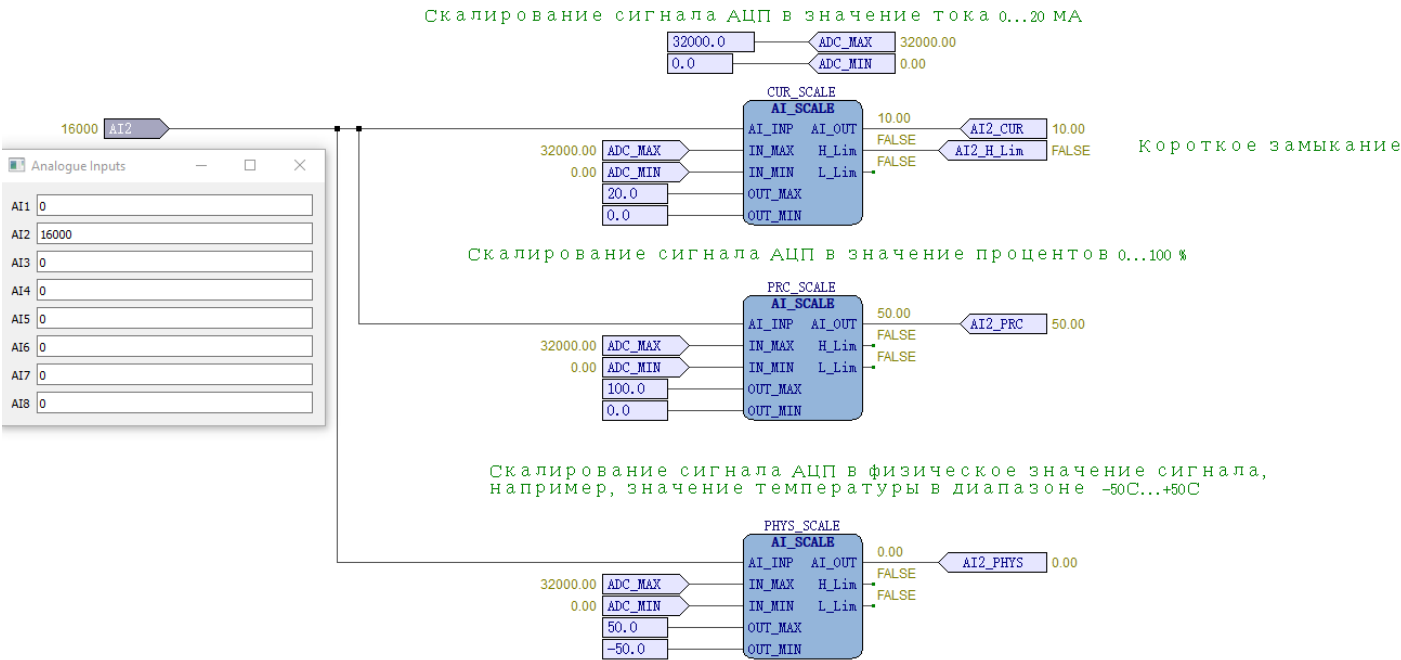 Скалирование сигнала АЦП в значение тока 0...20 МА
32000.0 ADC_MAX 32000.00
0.0 ADC_MIN 0.00
CUR_SCALE
AI_SCALE
16000 AI2
AI_INP AI_OUT 10.00 AI2_CUR 10.00
32000.00 ADC_MAX IN_MAX H_Lim FALSE AI2_H_Lim FALSE
Короткое замыкание
0.00 ADC_MIN IN_MIN L_Lim FALSE
20.0 OUT_MAX
0.0 OUT_MIN
Analogue Inputs
AI1 0
AI2 16000
AI3 0
AI4 0
AI5 0
AI6 0
AI7 0
AI8 0
Скалирование сигнала АЦП в значение процентов 0...100 %
PRC_SCALE
AI_SCALE
AI_INP AI_OUT 50.00 AI2_PRC 50.00
32000.00 ADC_MAX IN_MAX H_Lim FALSE
0.00 ADC_MIN IN_MIN L_Lim FALSE
100.0 OUT_MAX
0.0 OUT_MIN
Скалирование сигнала АЦП в физическое значение сигнала,
например, значение температуры в диапазоне -50С...+50С
PHYS_SCALE
AI_SCALE
AI_INP AI_OUT 0.00 AI2_PHYS 0.00
32000.00 ADC_MAX IN_MAX H_Lim FALSE
0.00 ADC_MIN IN_MIN L_Lim FALSE
50.0 OUT_MAX
-50.0 OUT_MIN